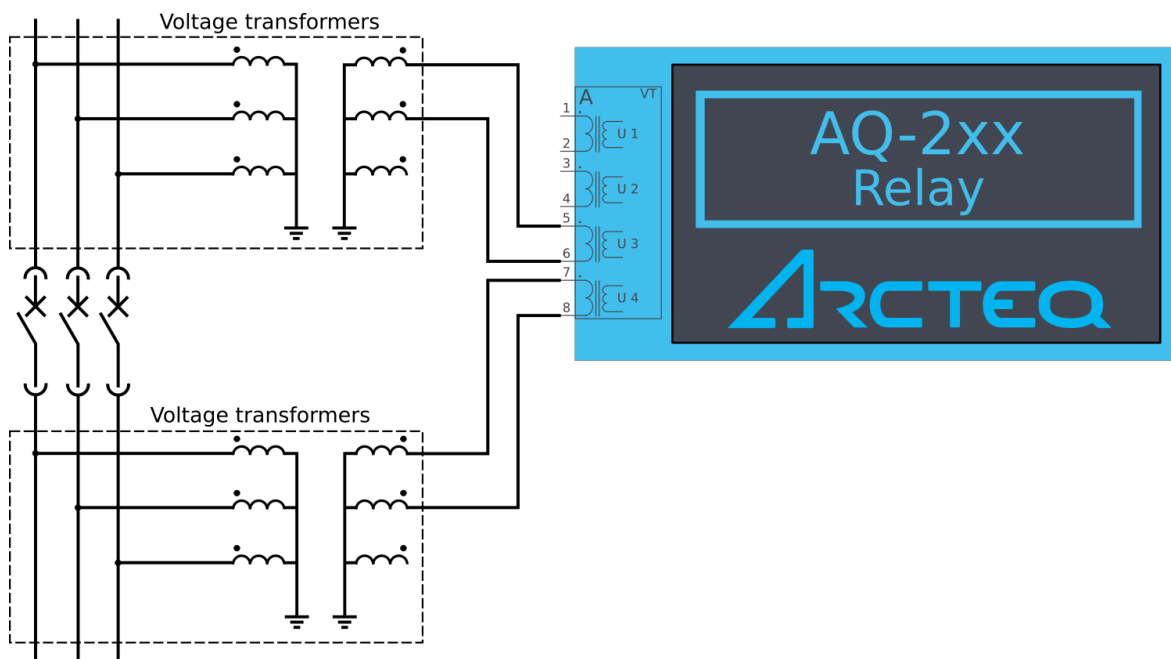 Voltage transformers
A VT
1
U 1
2
3
U 2
4
5
U 3
6
7
U 4
8
AQ-2xx
Relay
ARCTEQ
Voltage transformers